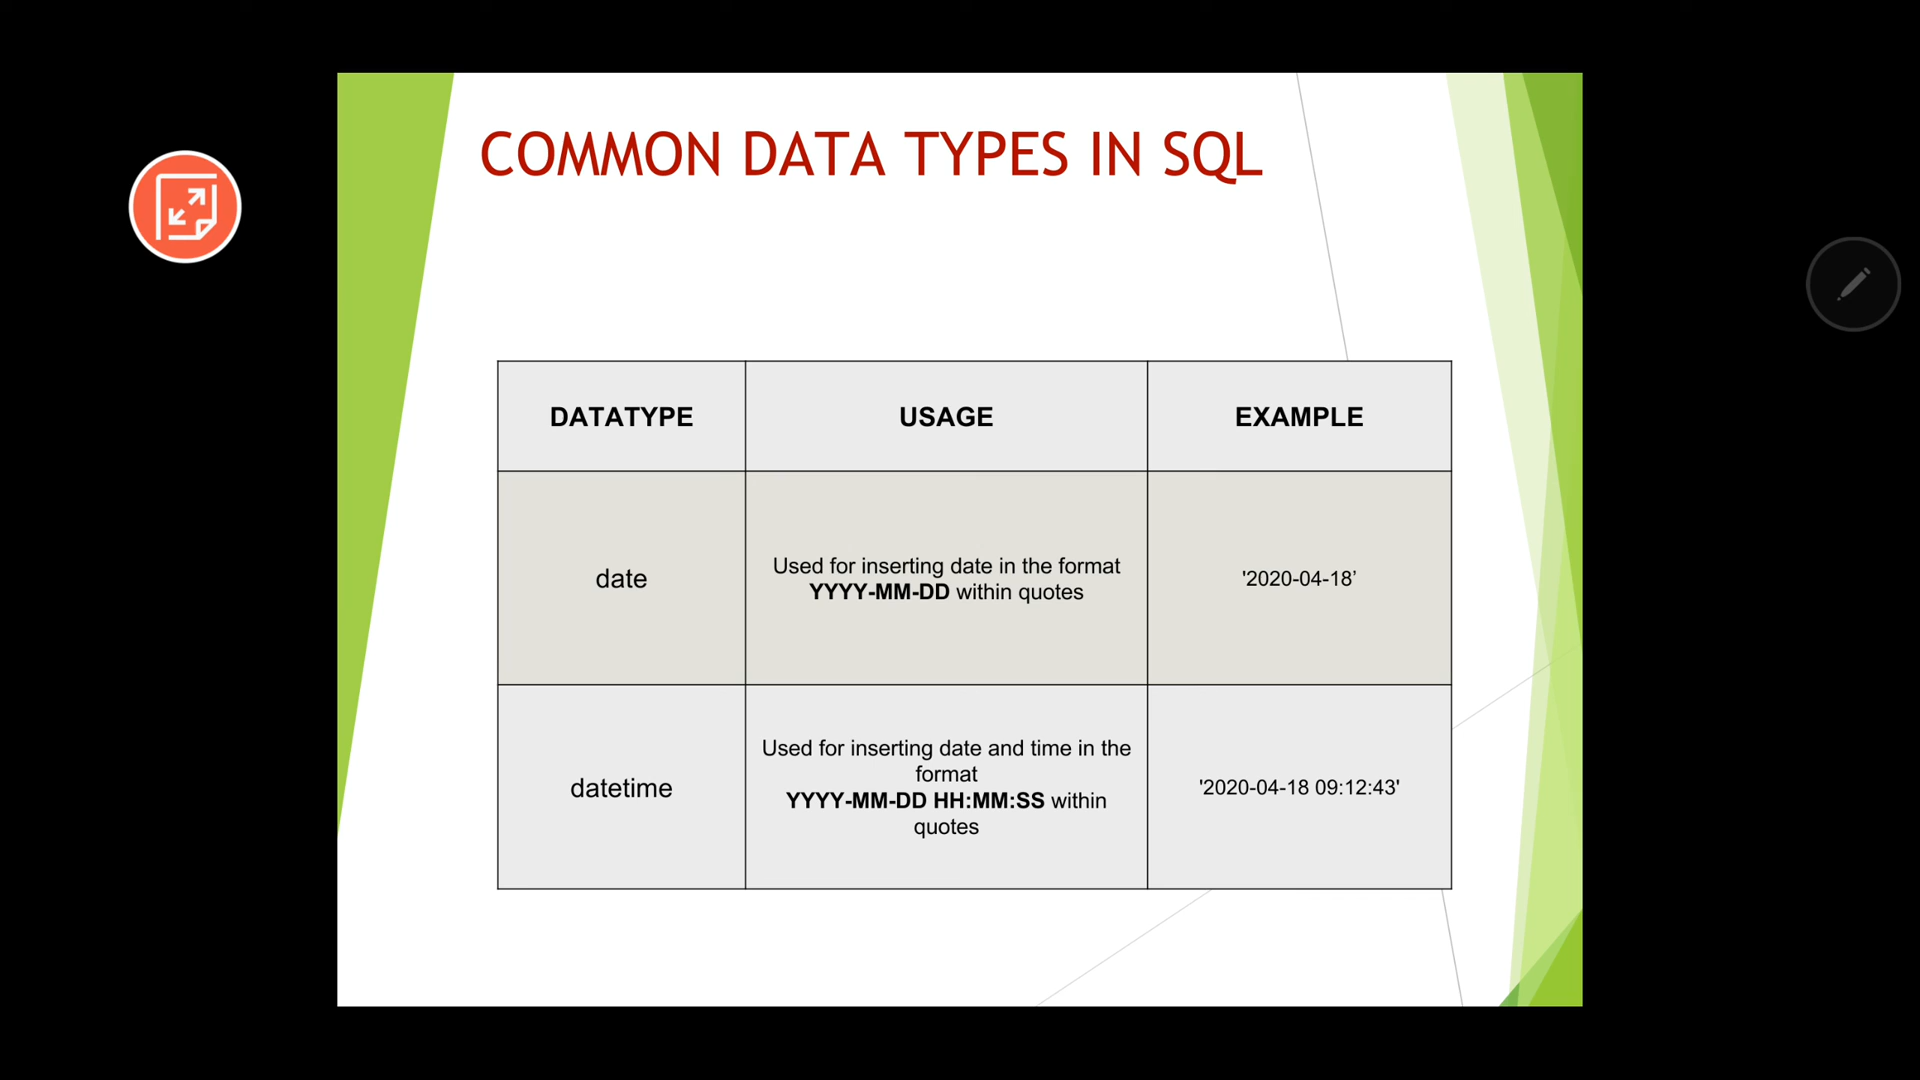 COMMON DATA TYPES IN SQL
DATATYPE
USAGE
EXAMPLE
date
Used for inserting date in the format
YYYY-MM-DD within quotes
'2020-04-18’
datetime
Used for inserting date and time in the
format
YYYY-MM-DD HH:MM:SS within
quotes
'2020-04-18 09:12:43'